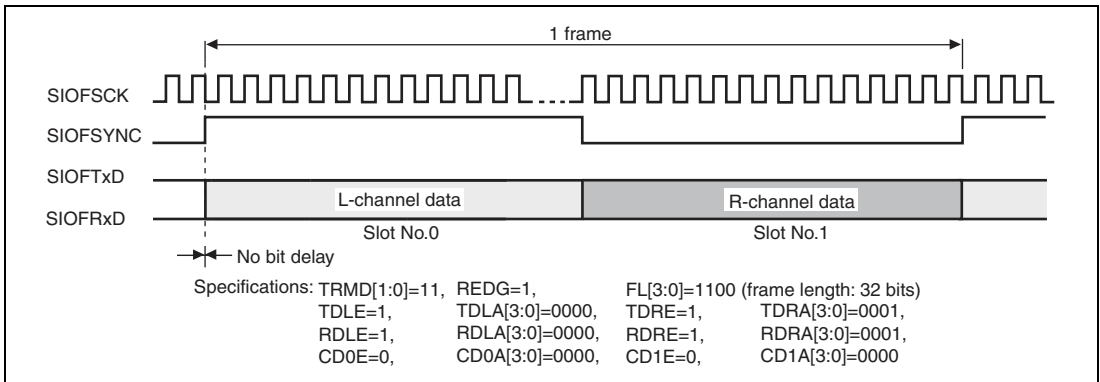 1 frame
SIOFSCK
SIOFSYNC
SIOFTxD
L-channel data R-channel data
SIOFRxD
Slot No.0 Slot No.1
No bit delay
Specifications: TRMD[1:0]=11, REDG=1, FL[3:0]=1100 (frame length: 32 bits)
TDLE=1, TDLA[3:0]=0000, TDRE=1, TDRA[3:0]=0001,
RDLE=1, RDLA[3:0]=0000, RDRE=1, RDRA[3:0]=0001,
CD0E=0, CD0A[3:0]=0000, CD1E=0, CD1A[3:0]=0000